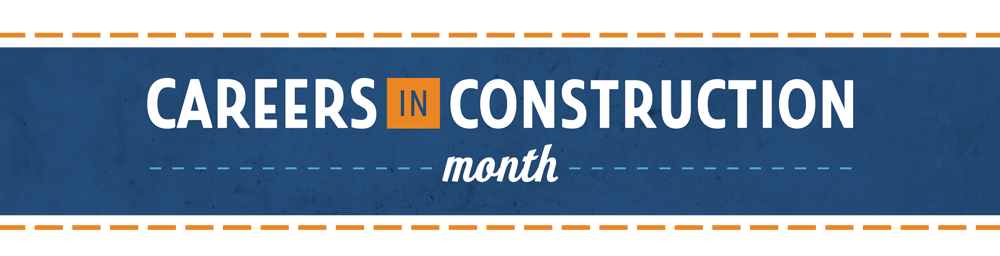 CAREERS IN CONSTRUCTION
month